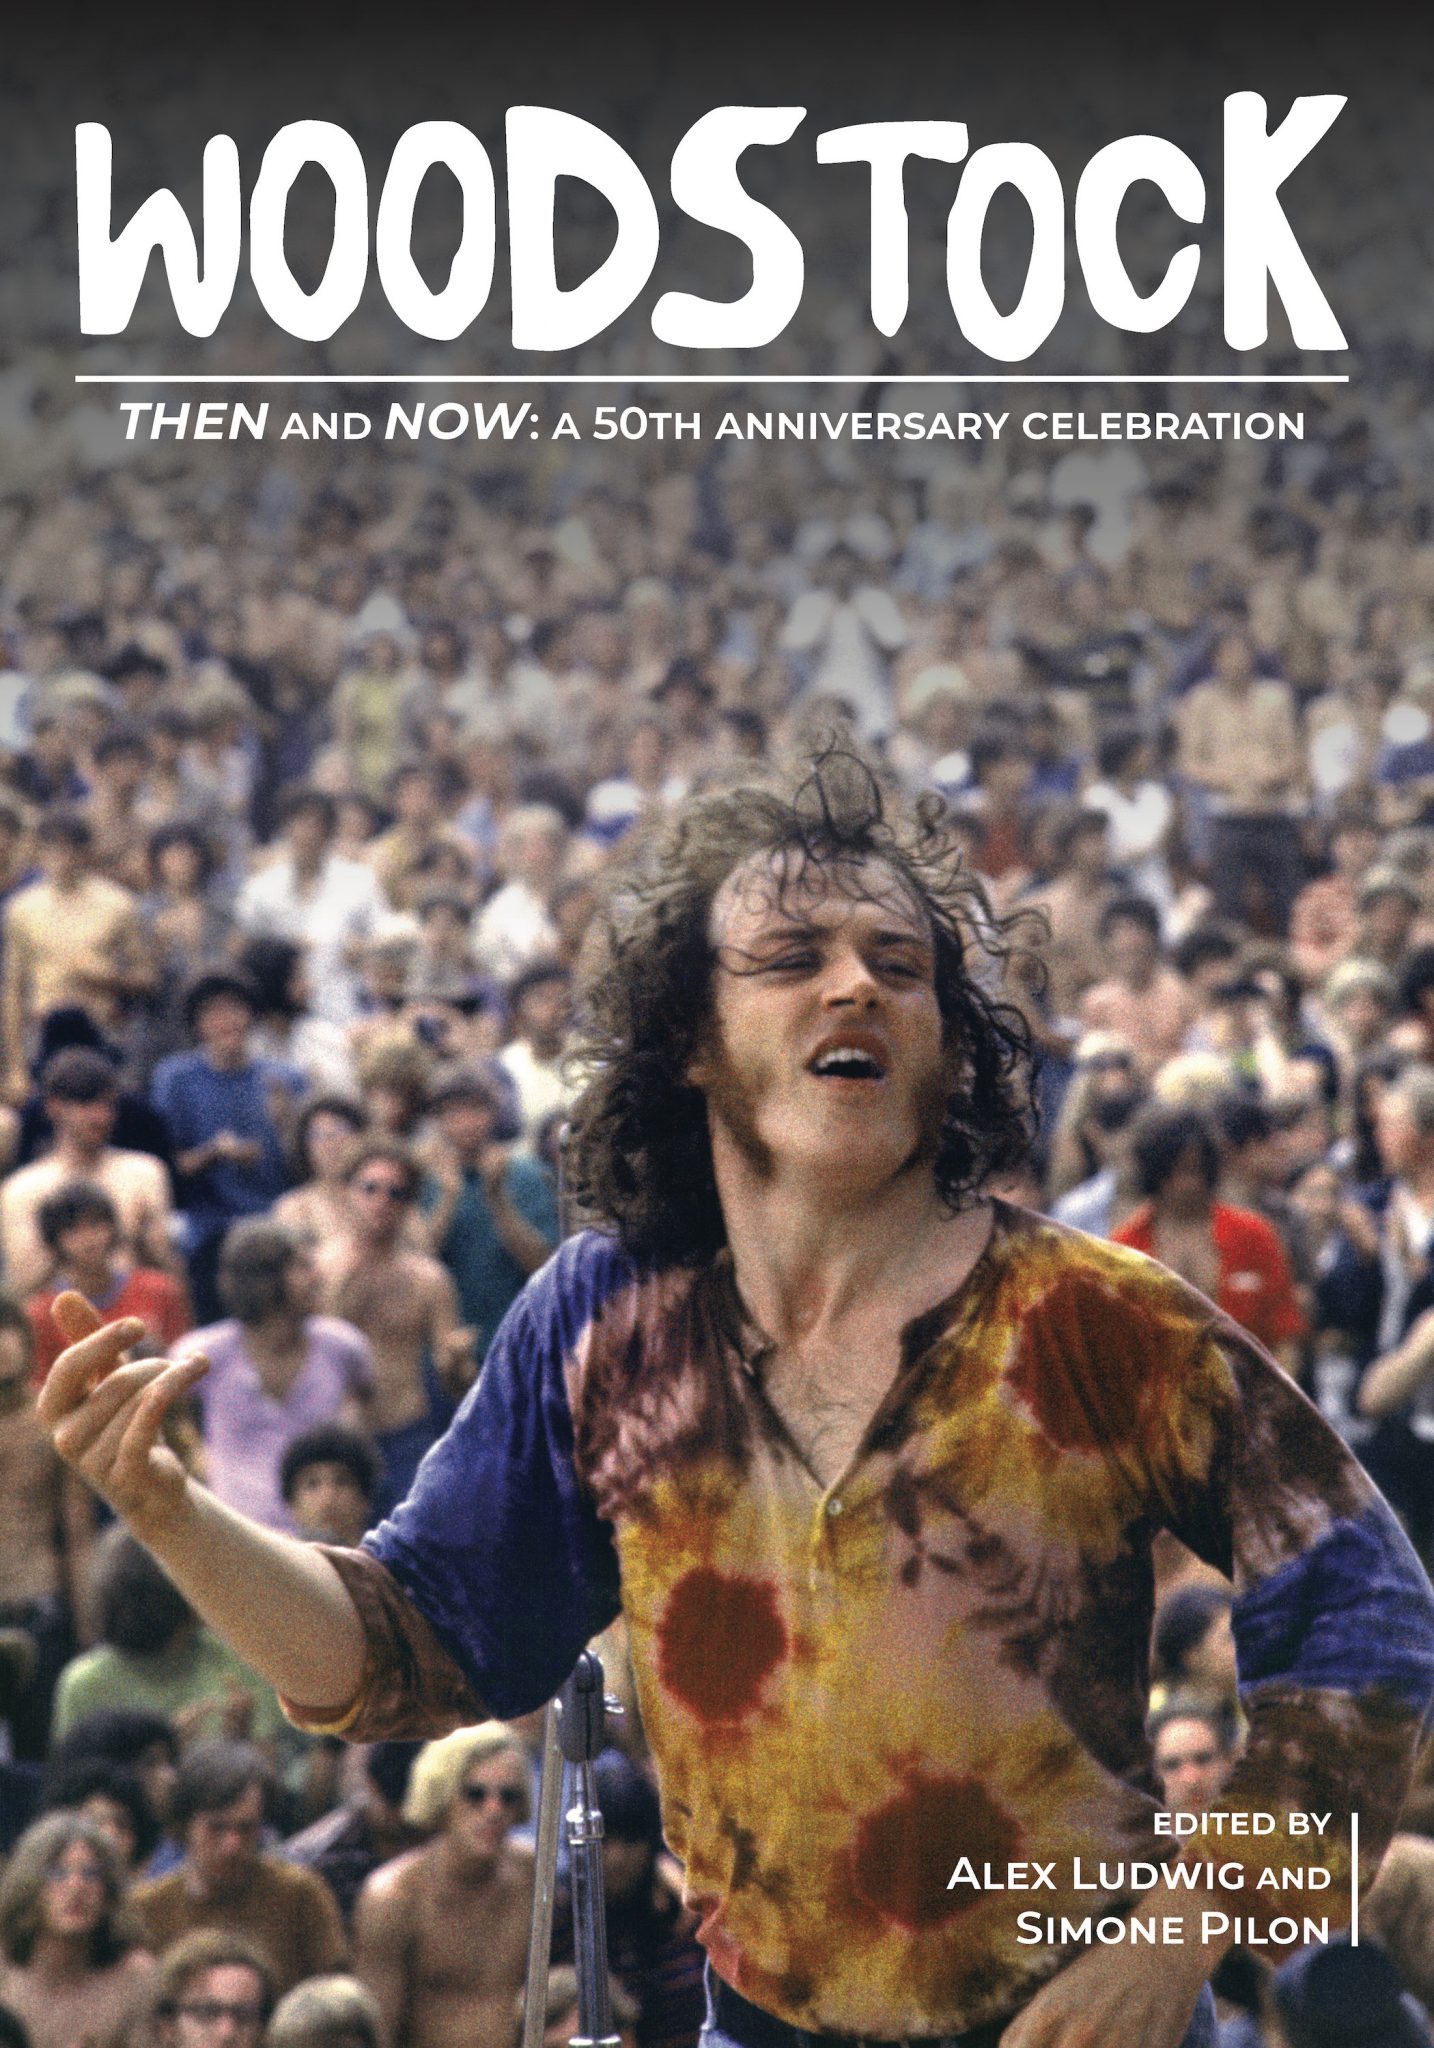 WOODSTOCK
THEN AND NOW: A 50TH ANNIVERSARY CELEBRATION
EDITED BY
ALEX LUDWIG AND
SIMONE PILON